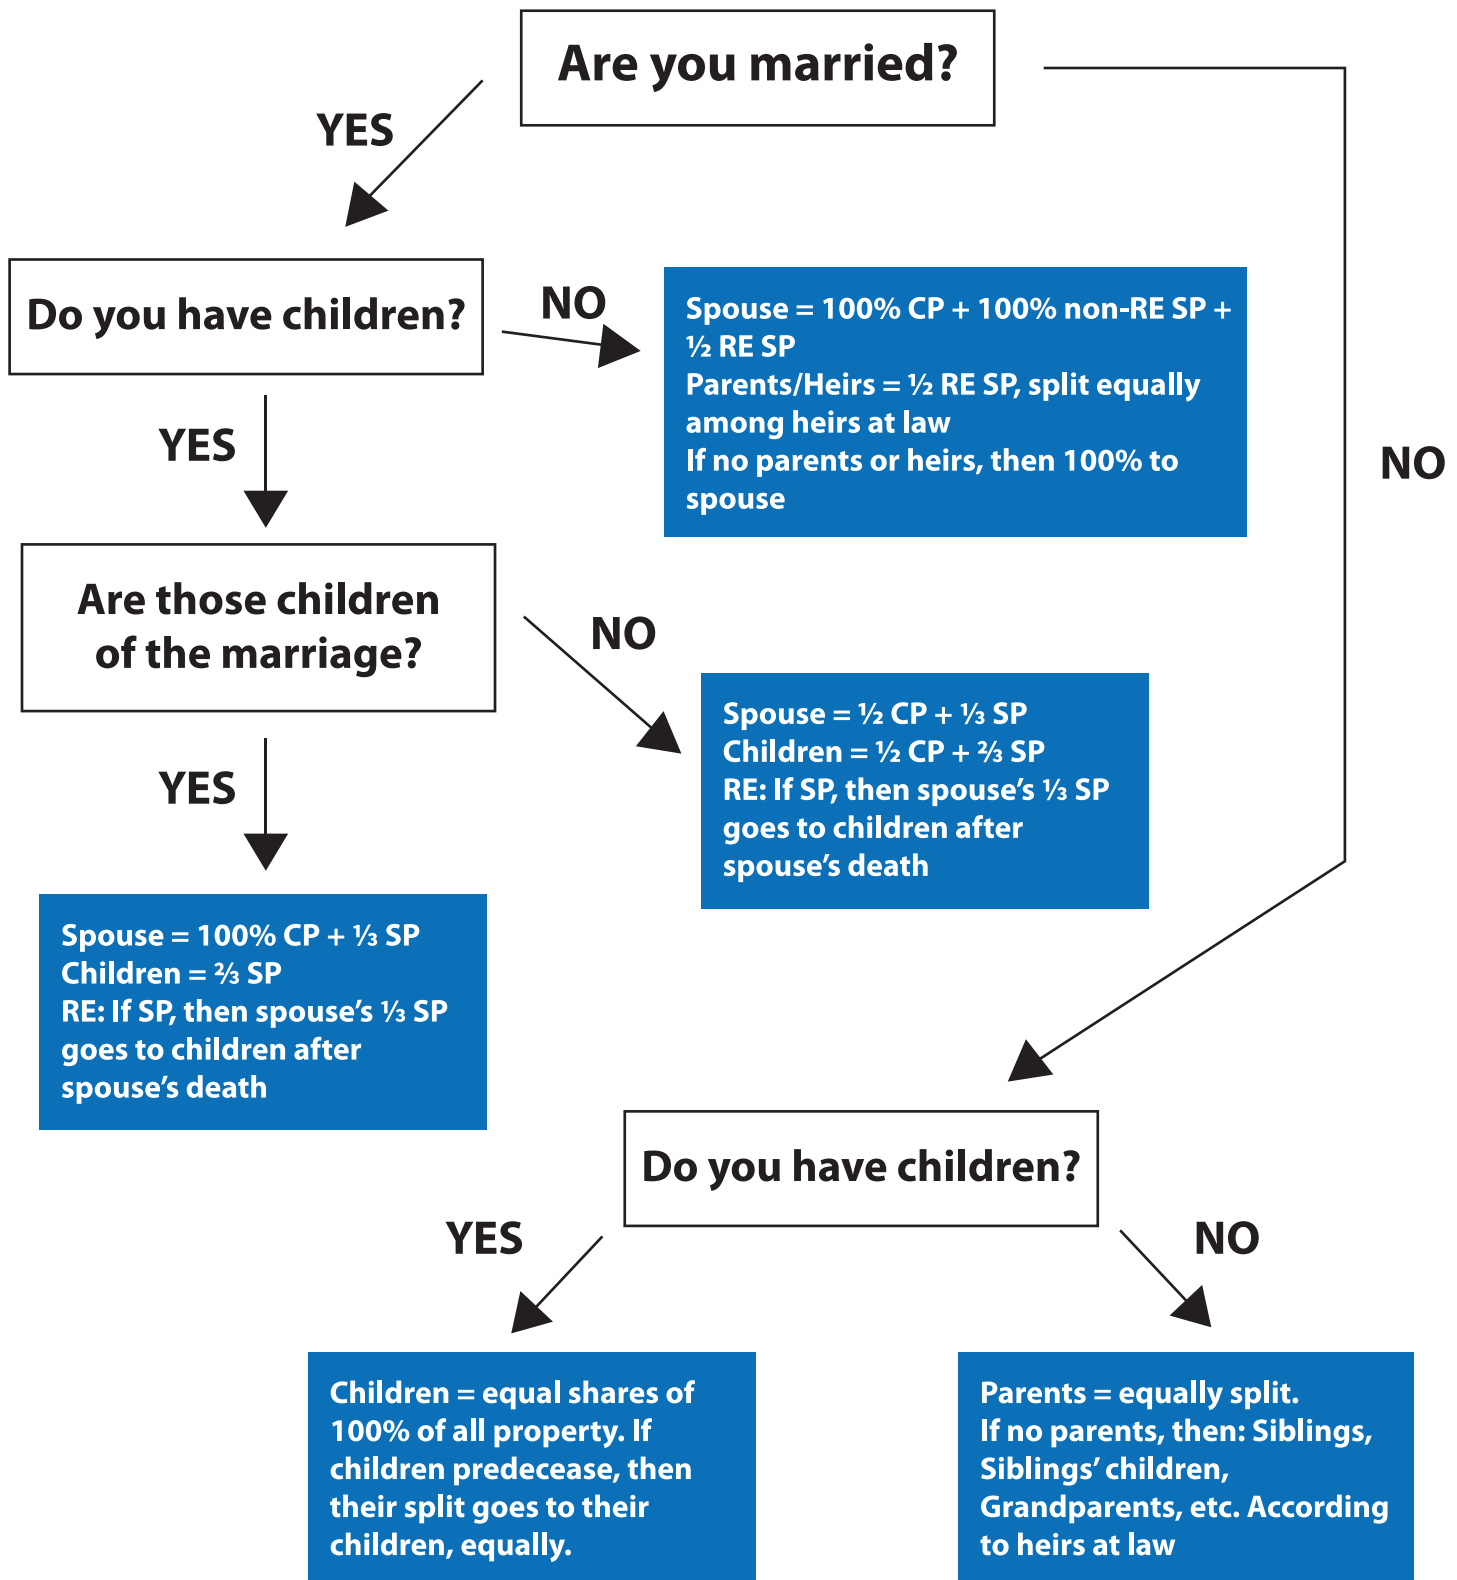 Are you married?
YES
NO
Do you have children?
NO
Spouse = 100% CP + 100% non-RE SP +
½ RE SP
Parents/Heirs = ½ RE SP, split equally
among heirs at law
If no parents or heirs, then 100% to
spouse
YES
Are those children
of the marriage?
NO
Spouse = ½ CP + ⅓ SP
Children = ½ CP + ⅔ SP
RE: If SP, then spouse’s ⅓ SP
goes to children after
spouse’s death
YES
Spouse = 100% CP + ⅓ SP
Children = ⅔ SP
RE: If SP, then spouse’s ⅓ SP
goes to children after
spouse’s death
Do you have children?
YES
NO
Children = equal shares of
100% of all property. If
children predecease, then
their split goes to their
children, equally.
Parents = equally split.
If no parents, then: Siblings,
Siblings’ children,
Grandparents, etc. According
to heirs at law